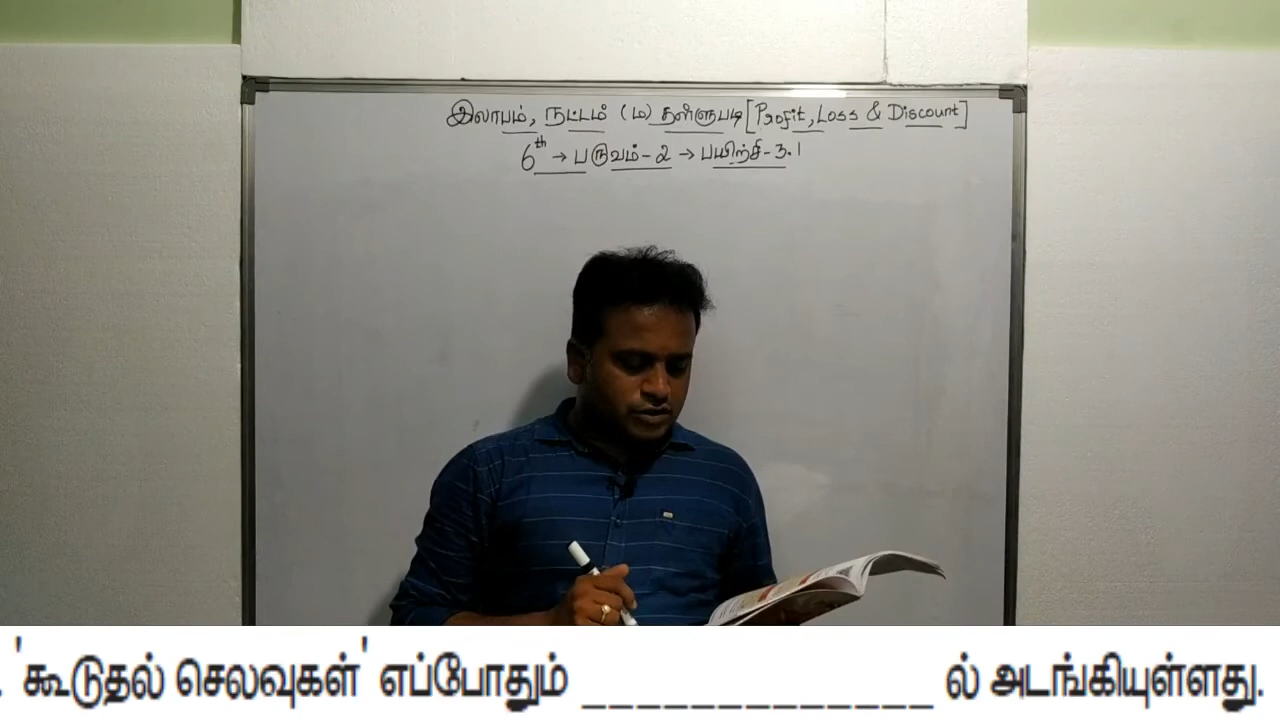 இலாபம், நட்டம் (ம) தள்ளுபடி [Profit, Loss & Discount]
6th → பருவம் - 2 → பயிற்சி - 3.1
. 'கூடுதல் செலவுகள்' எப்போதும் _____________ ல் அடங்கியுள்ளது.